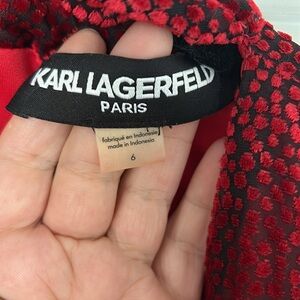 KARL LAGERFELD
PARIS
fabriqué en Indonésie
made in Indonesia
6